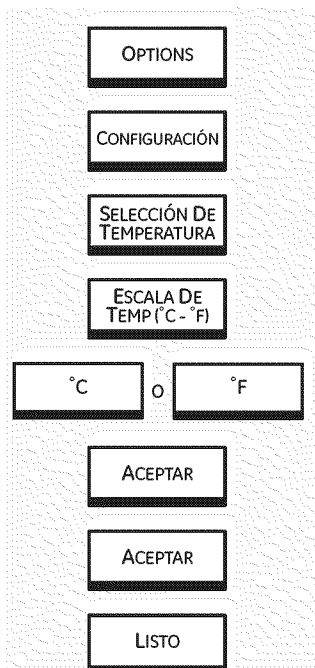 OPTIONS
CONFIGURACIÓN
SELECCIÓN DE
TEMPERATURA
ESCALA DE
TEMP (°C - °F)
°C o °F
ACEPTAR
ACEPTAR
LISTO